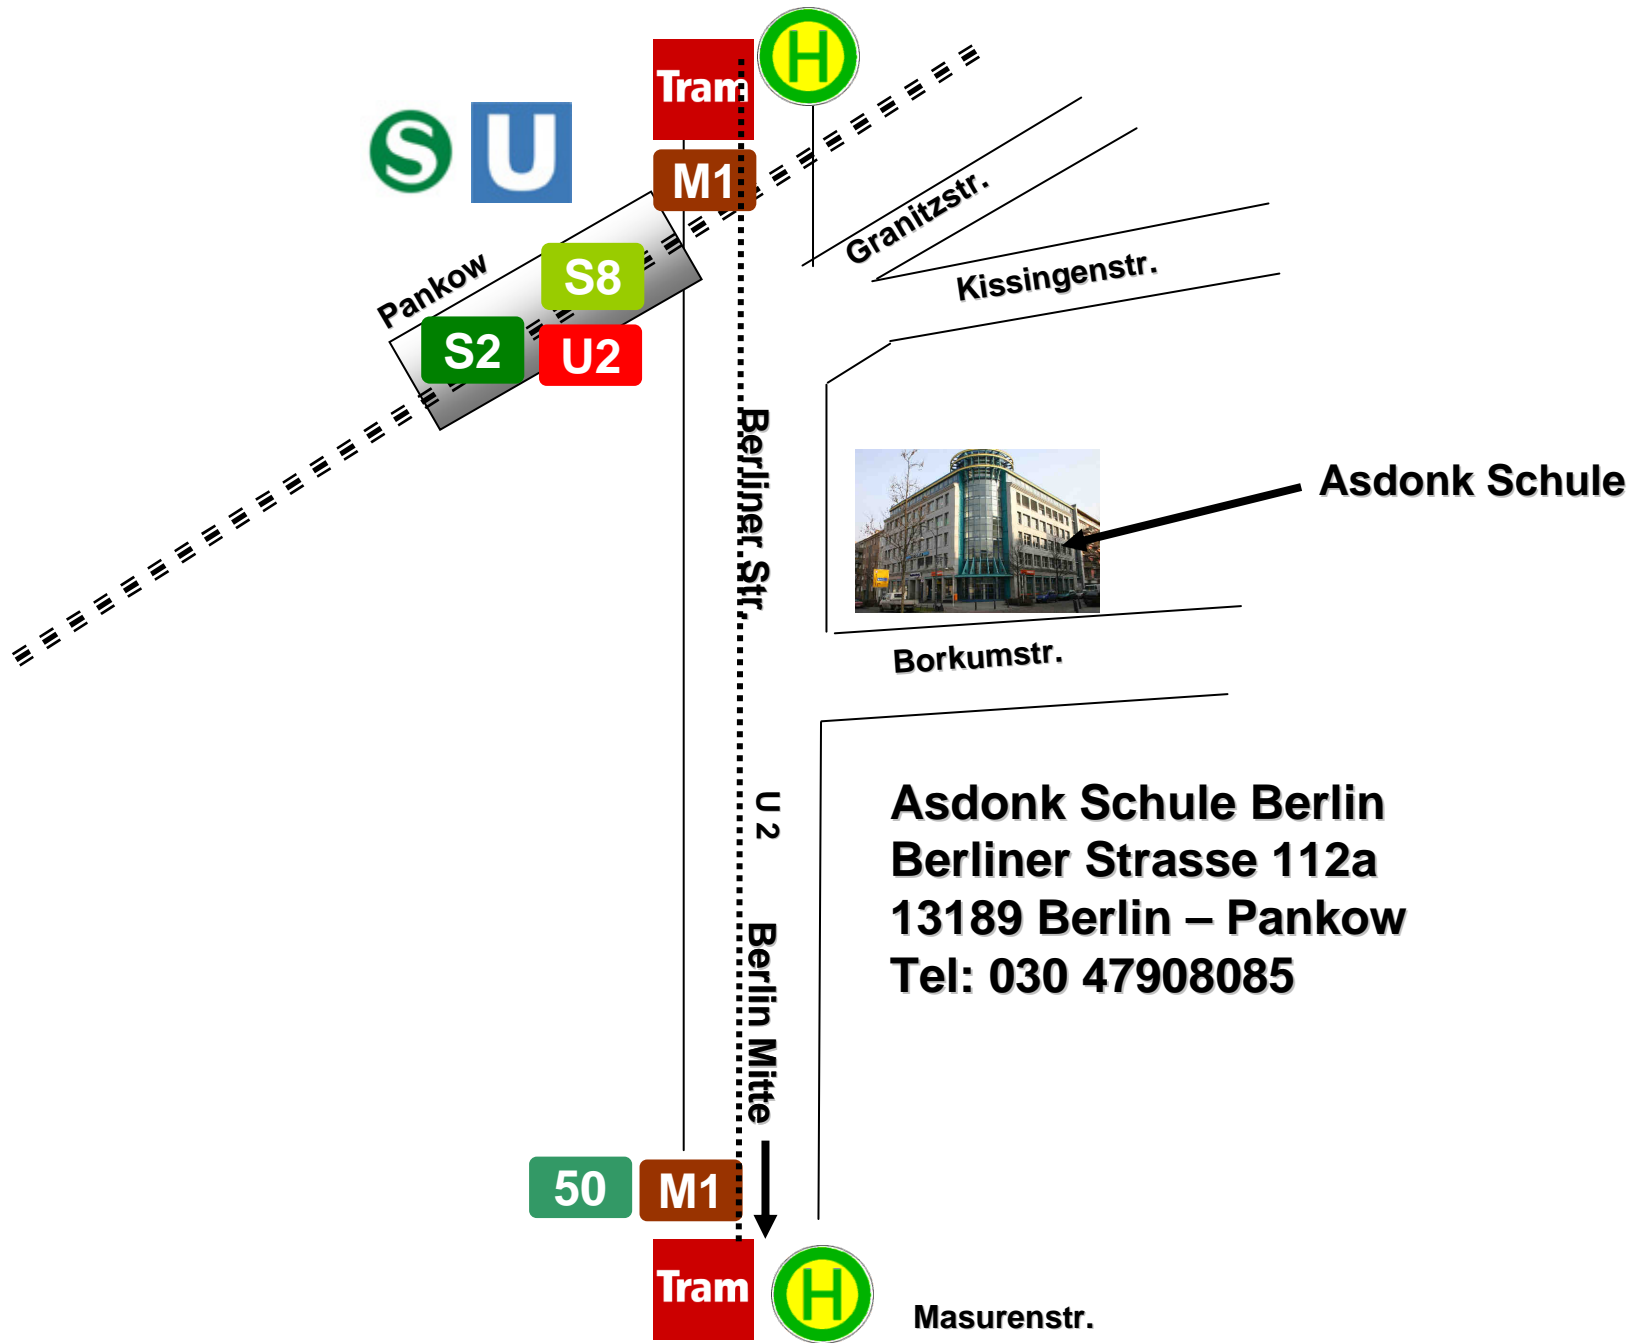 H
Tram
S
U
M1
Granitzstr.
Pankow
S8
Kissingenstr.
S2
U2
Berliner Str.
Asdonk Schule
Borkumstr.
U 2
Asdonk Schule Berlin
Berliner Strasse 112a
13189 Berlin – Pankow
Tel: 030 47908085
Berlin Mitte
50
M1
Tram
H
Masurenstr.